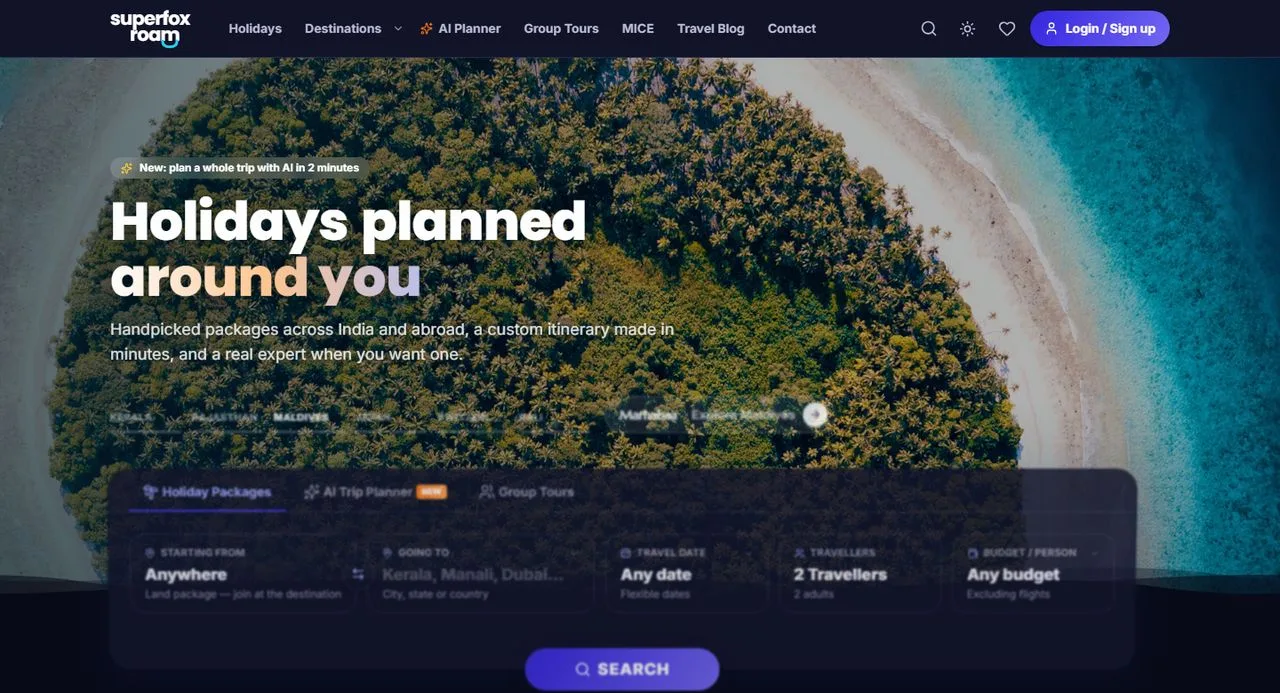 superfox
roam
Holidays Destinations AI Planner Group Tours MICE Travel Blog Contact Login / Sign up
New: plan a whole trip with AI in 2 minutes
Holidays planned
around you
Handpicked packages across India and abroad, a custom itinerary made in
minutes, and a real expert when you want one.
KERALA RAJASTHAN MALDIVES Explore Maldives
Holiday Packages AI Trip Planner NEW Group Tours
STARTING FROM GOING TO TRAVEL DATE TRAVELLERS BUDGET / PERSON
Anywhere Kerala, Manali, Dubai... Any date 2 Travellers Any budget
Land package — join at the destination City, state or country Flexible dates 2 adults Excluding flights
SEARCH